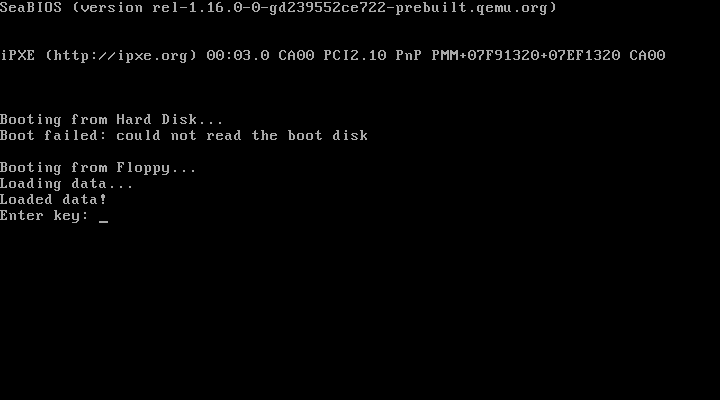 SeaBIOS (version rel-1.16.0-0-gd239552ce722-prebuilt.qemu.org)
iPXE (http://ipxe.org) 00:03.0 CA00 PCI2.10 PnP PMM+07F91320+07EF1320 CA00
Booting from Hard Disk...
Boot failed: could not read the boot disk
Booting from Floppy...
Loading data...
Loaded data!
Enter key: _